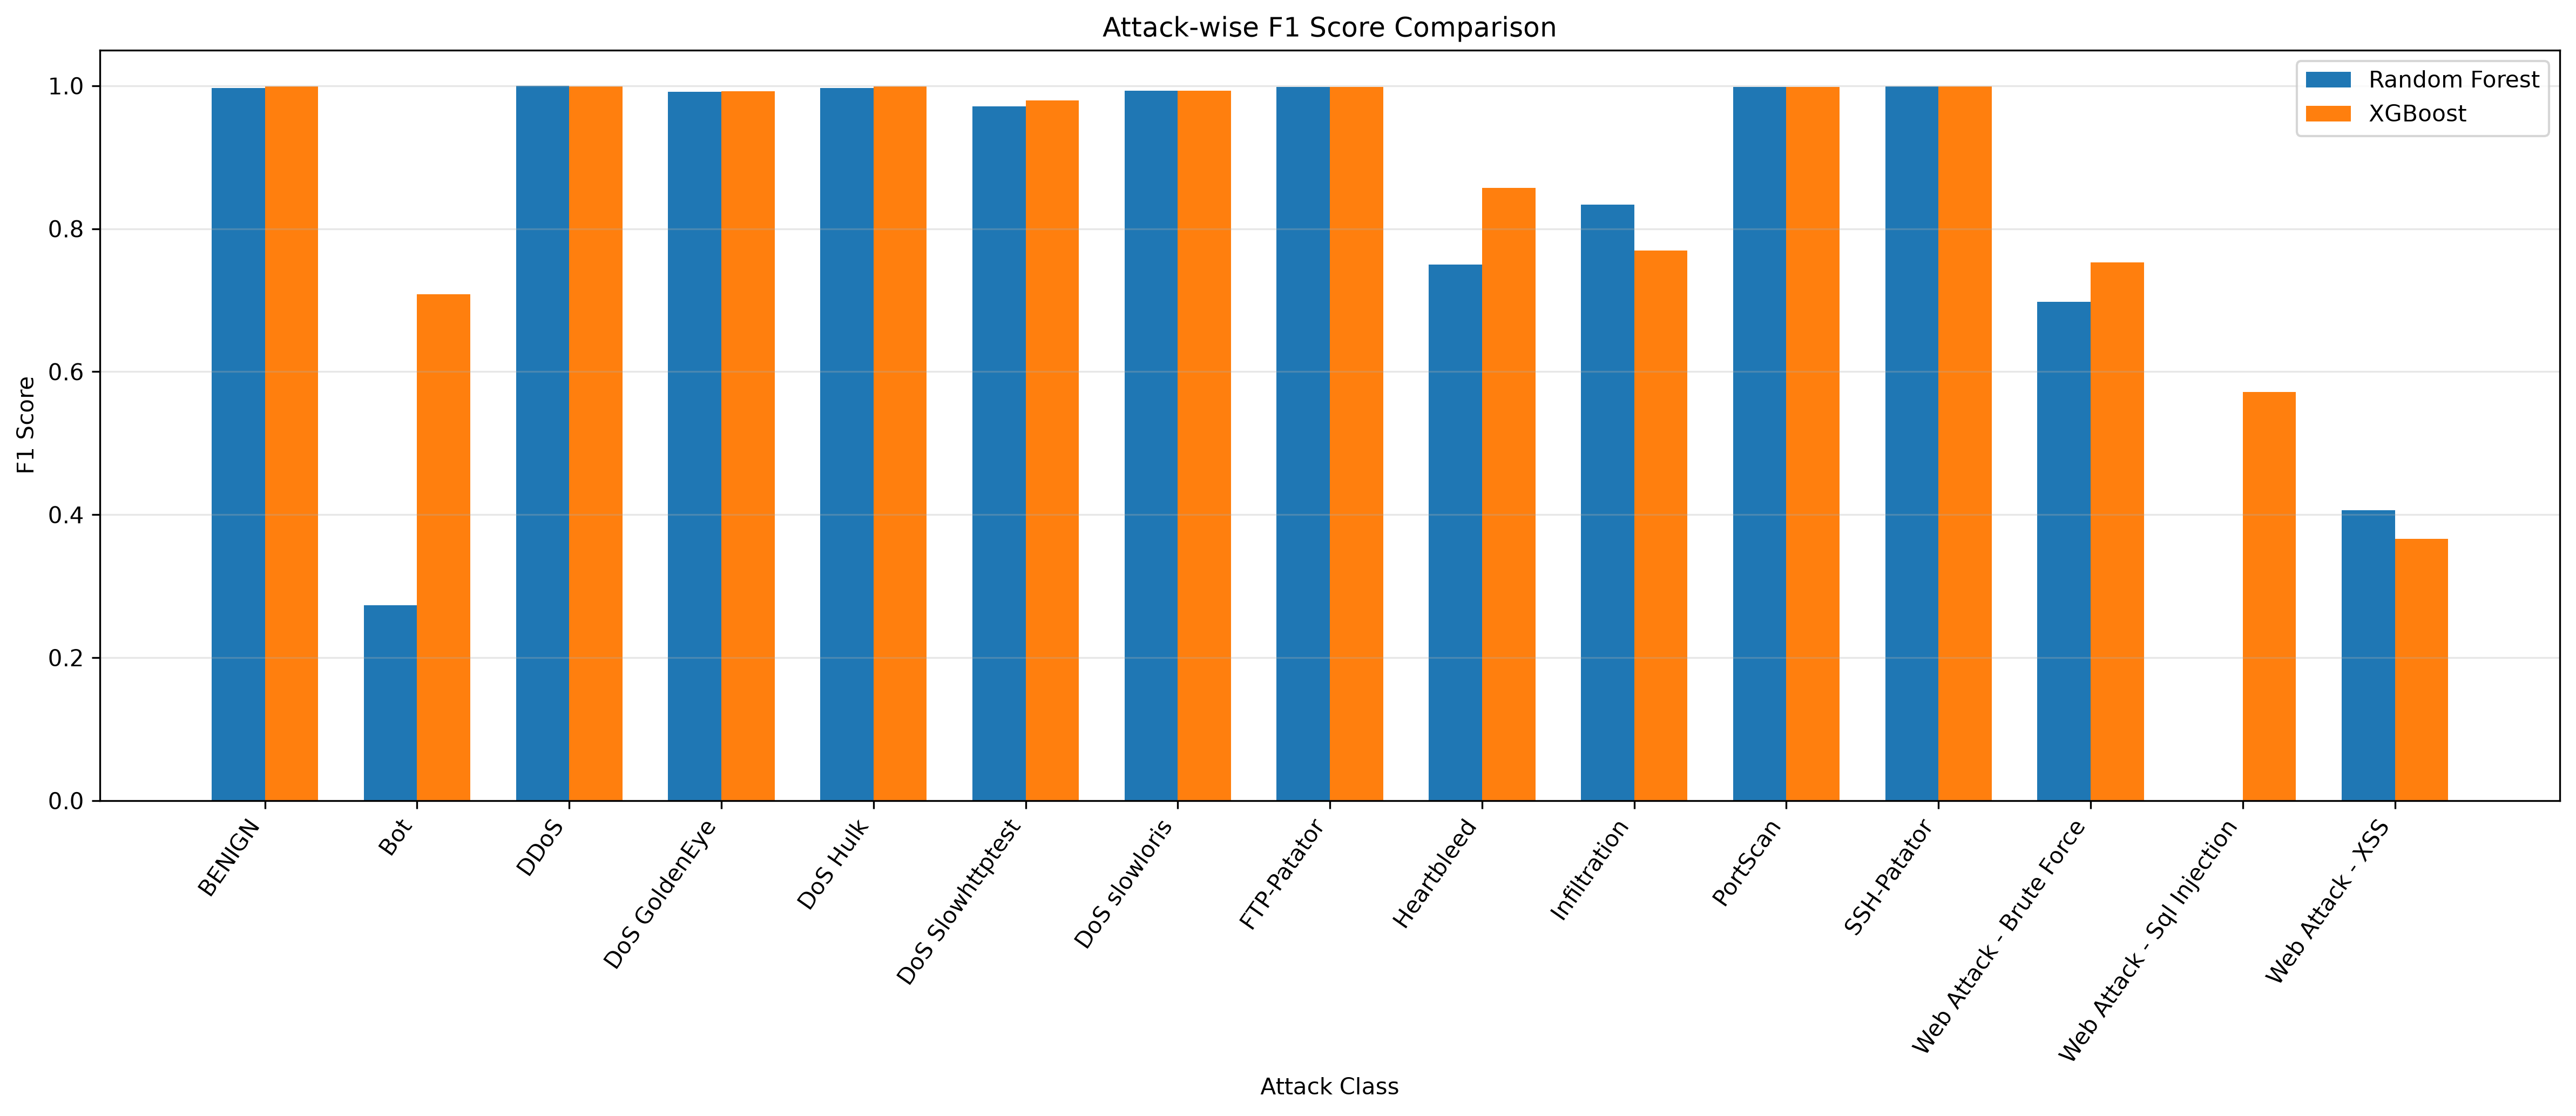 Attack-wise F1 Score Comparison
Random Forest
XGBoost
F1 Score
1.0
0.8
0.6
0.4
0.2
0.0
BENIGN
Bot
DDoS
DoS GoldenEye
DoS Hulk
DoS Slowhttptest
DoS slowloris
FTP-Patator
Heartbleed
Infiltration
PortScan
SSH-Patator
Web Attack - Brute Force
Web Attack - Sql Injection
Web Attack - XSS
Attack Class